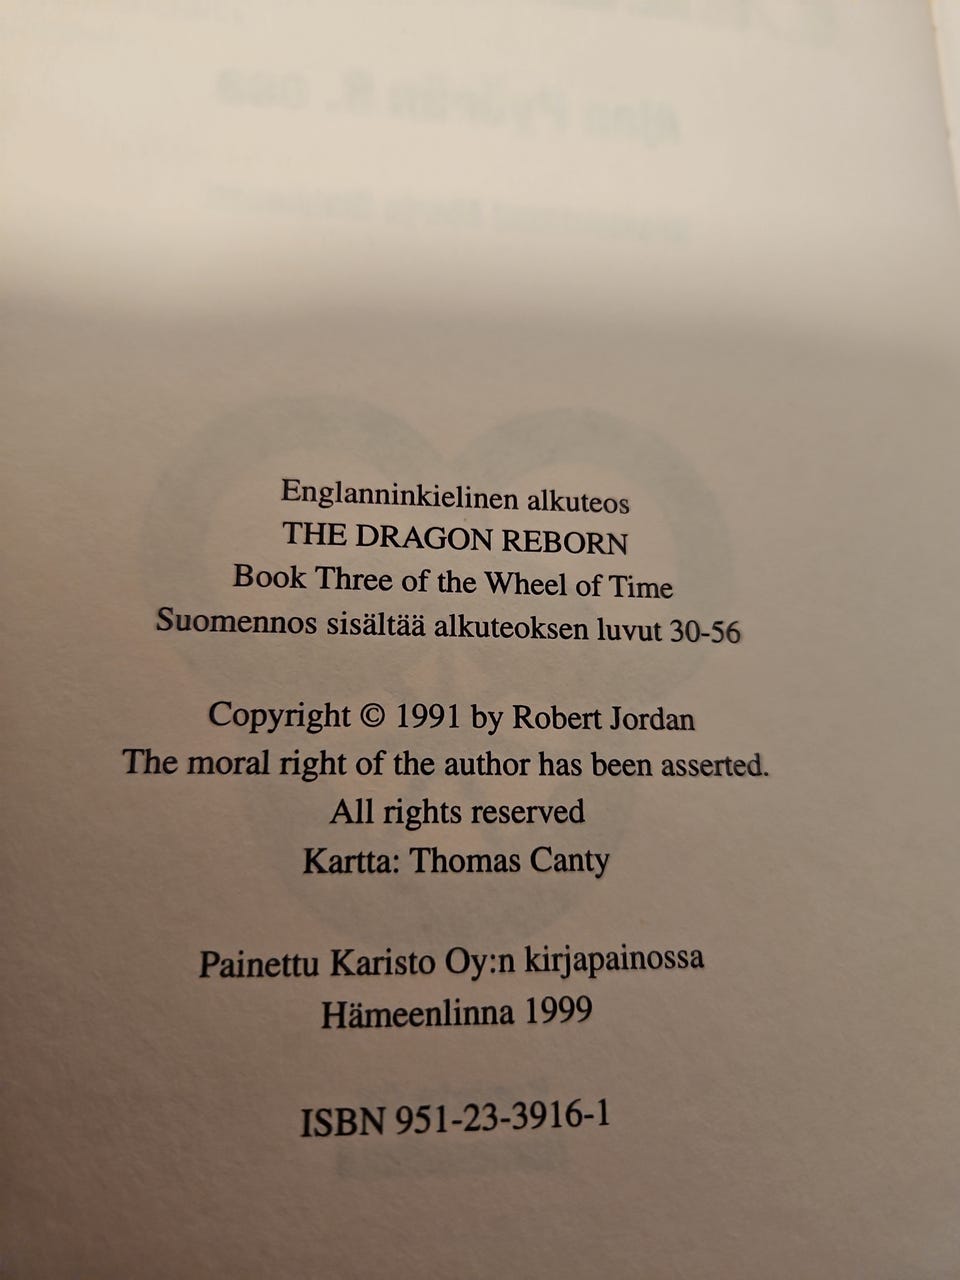 Englanninkielinen alkuteos
THE DRAGON REBORN
Book Three of the Wheel of Time
Suomennos sisältää alkuteoksen luvut 30-56
Copyright © 1991 by Robert Jordan
The moral right of the author has been asserted.
All rights reserved
Kartta: Thomas Canty
Painettu Karisto Oy:n kirjapainossa
Hämeenlinna 1999
ISBN 951-23-3916-1